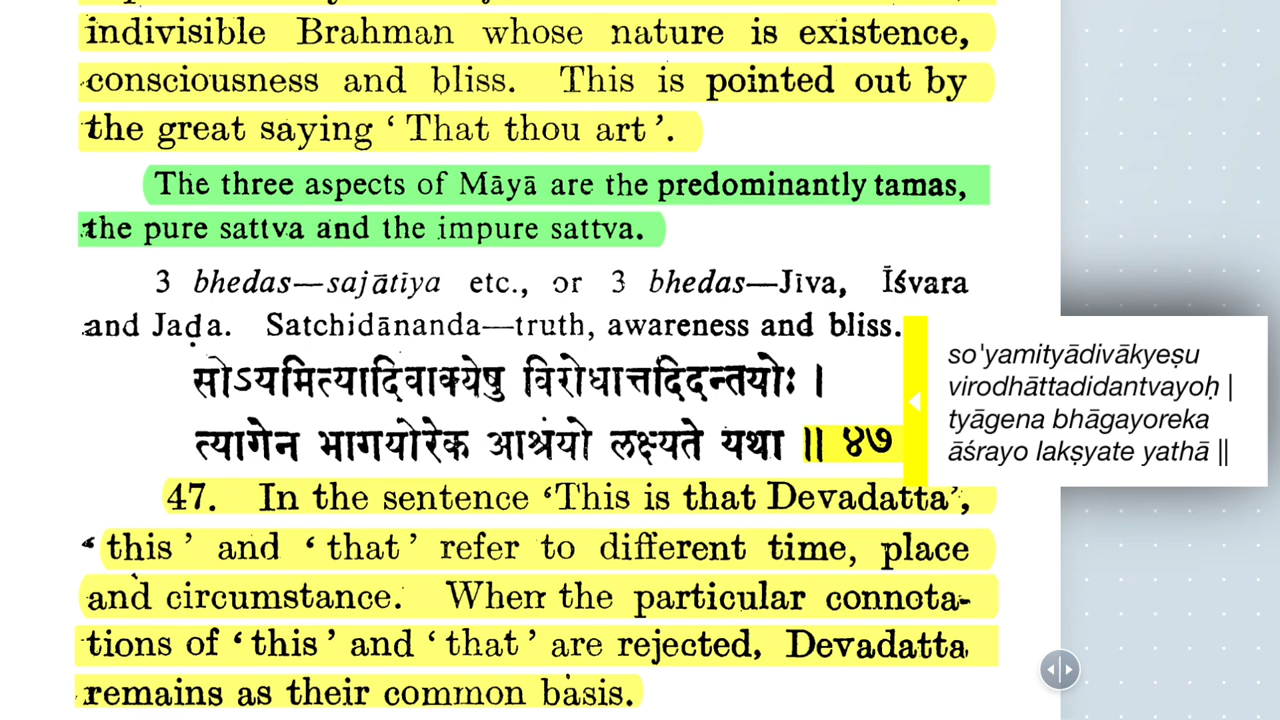 indivisible Brahman whose nature is existence,
consciousness and bliss. This is pointed out by
the great saying ‘ That thou art ’.
The three aspects of Māyā are the predominantly tamas,
the pure sattva and the impure sattva.
3 bhedas—sajātīya etc., or 3 bhedas—Jīva, Īśvara
and Jaḍa. Satchidānanda—truth, awareness and bliss.
सोऽयमित्यादिवाक्येषु विरोधात्तदिदन्तयोः ।
त्यागेन भागयोरेक आश्रयो लक्ष्यते यथा ॥ ४७
so'yamityādivākyeṣu
virodhāttadidantvayoḥ |
tyāgena bhāgayoreka
āśrayo lakṣyate yathā ||
47. In the sentence ‘This is that Devadatta’,
‘ this ’ and ‘ that ’ refer to different time, place
and circumstance. When the particular connota-
tions of ‘ this ’ and ‘ that ’ are rejected, Devadatta
remains as their common basis.